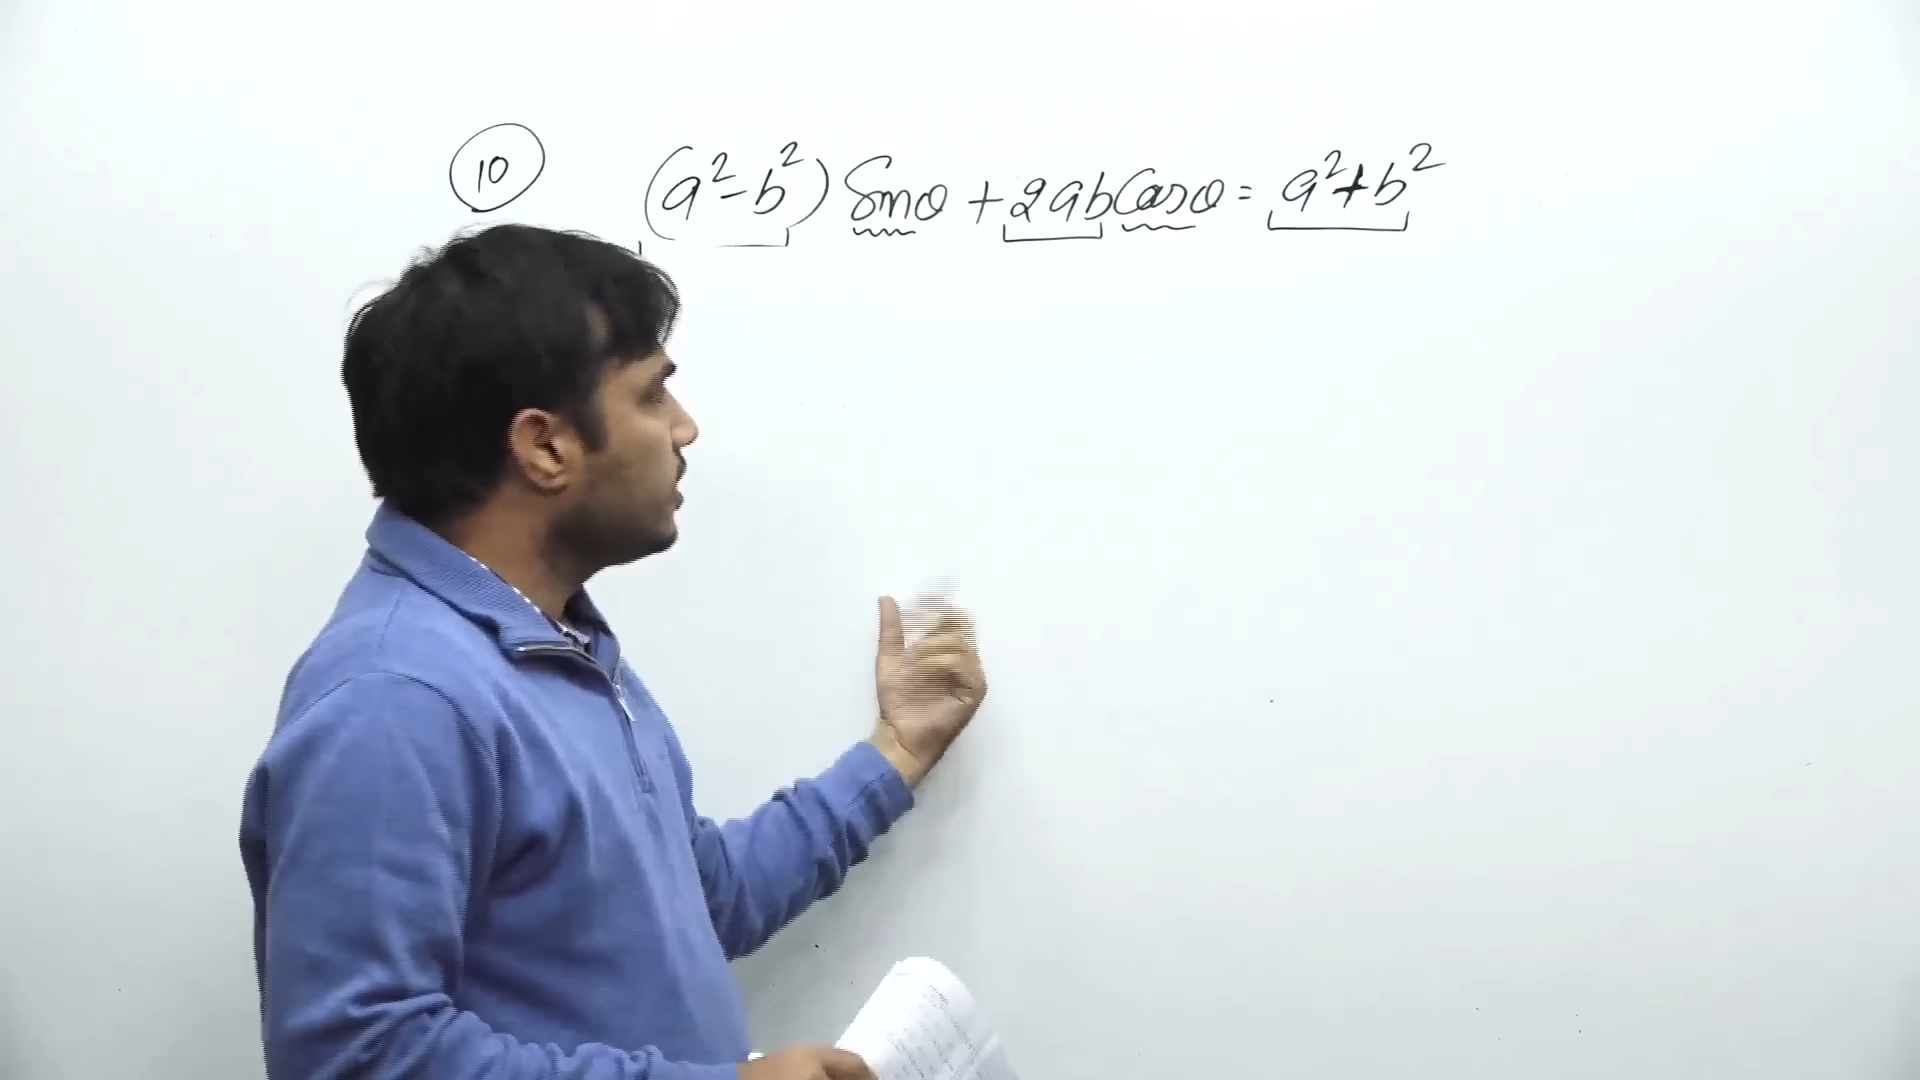 10 (a²-b²) Sinθ + 2ab Cosθ = a²+b²